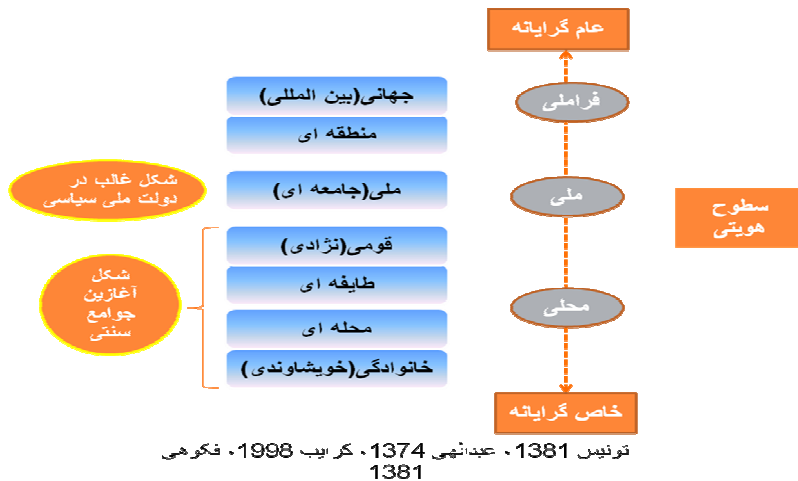 عام گرایانه
جهانی(بین المللی)
فراملی
منطقه ای
شکل غالب در
دولت ملی سیاسی
ملی(جامعه ای)
ملی
سطوح
هویتی
قومی(نژادی)
شکل
آغازین
جوامع
سنتی
طایفه ای
محله ای
محلی
خانوادگی(خویشاوندی)
خاص گرایانه
تونیس 1381، عبدالهی 1374، کرایب 1998، فکوهی
1381